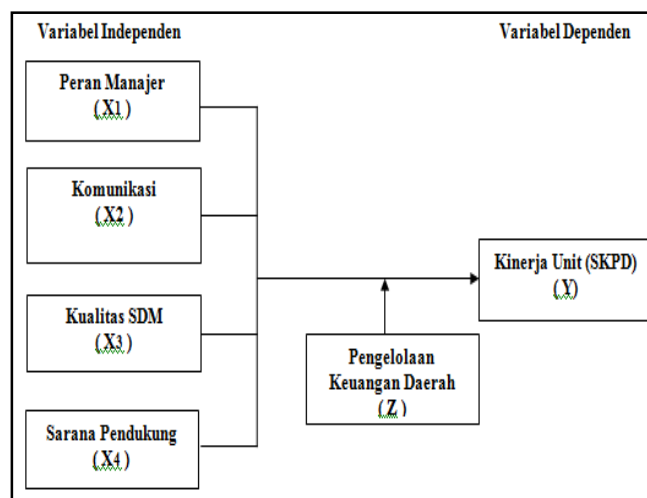 Variabel Independen
Variabel Dependen
Peran Manajer
( X1 )
Komunikasi
( X2 )
Kualitas SDM
( X3 )
Sarana Pendukung
( X4 )
Pengelolaan
Keuangan Daerah
( Z )
Kinerja Unit (SKPD)
( Y)